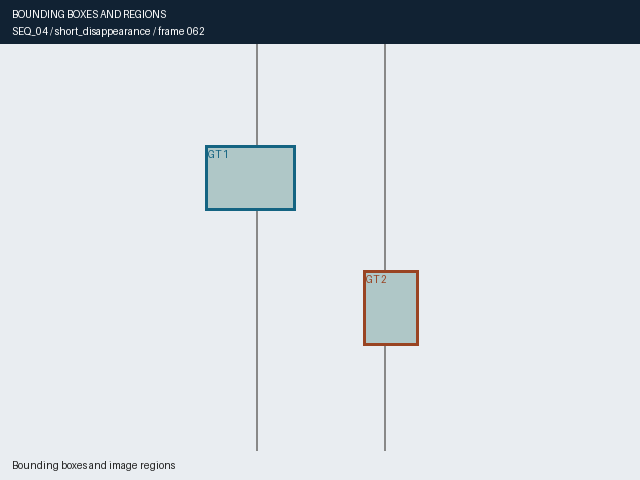 BOUNDING BOXES AND REGIONS
SEQ_04 / short_disappearance / frame 062
GT1
GT2
Bounding boxes and image regions